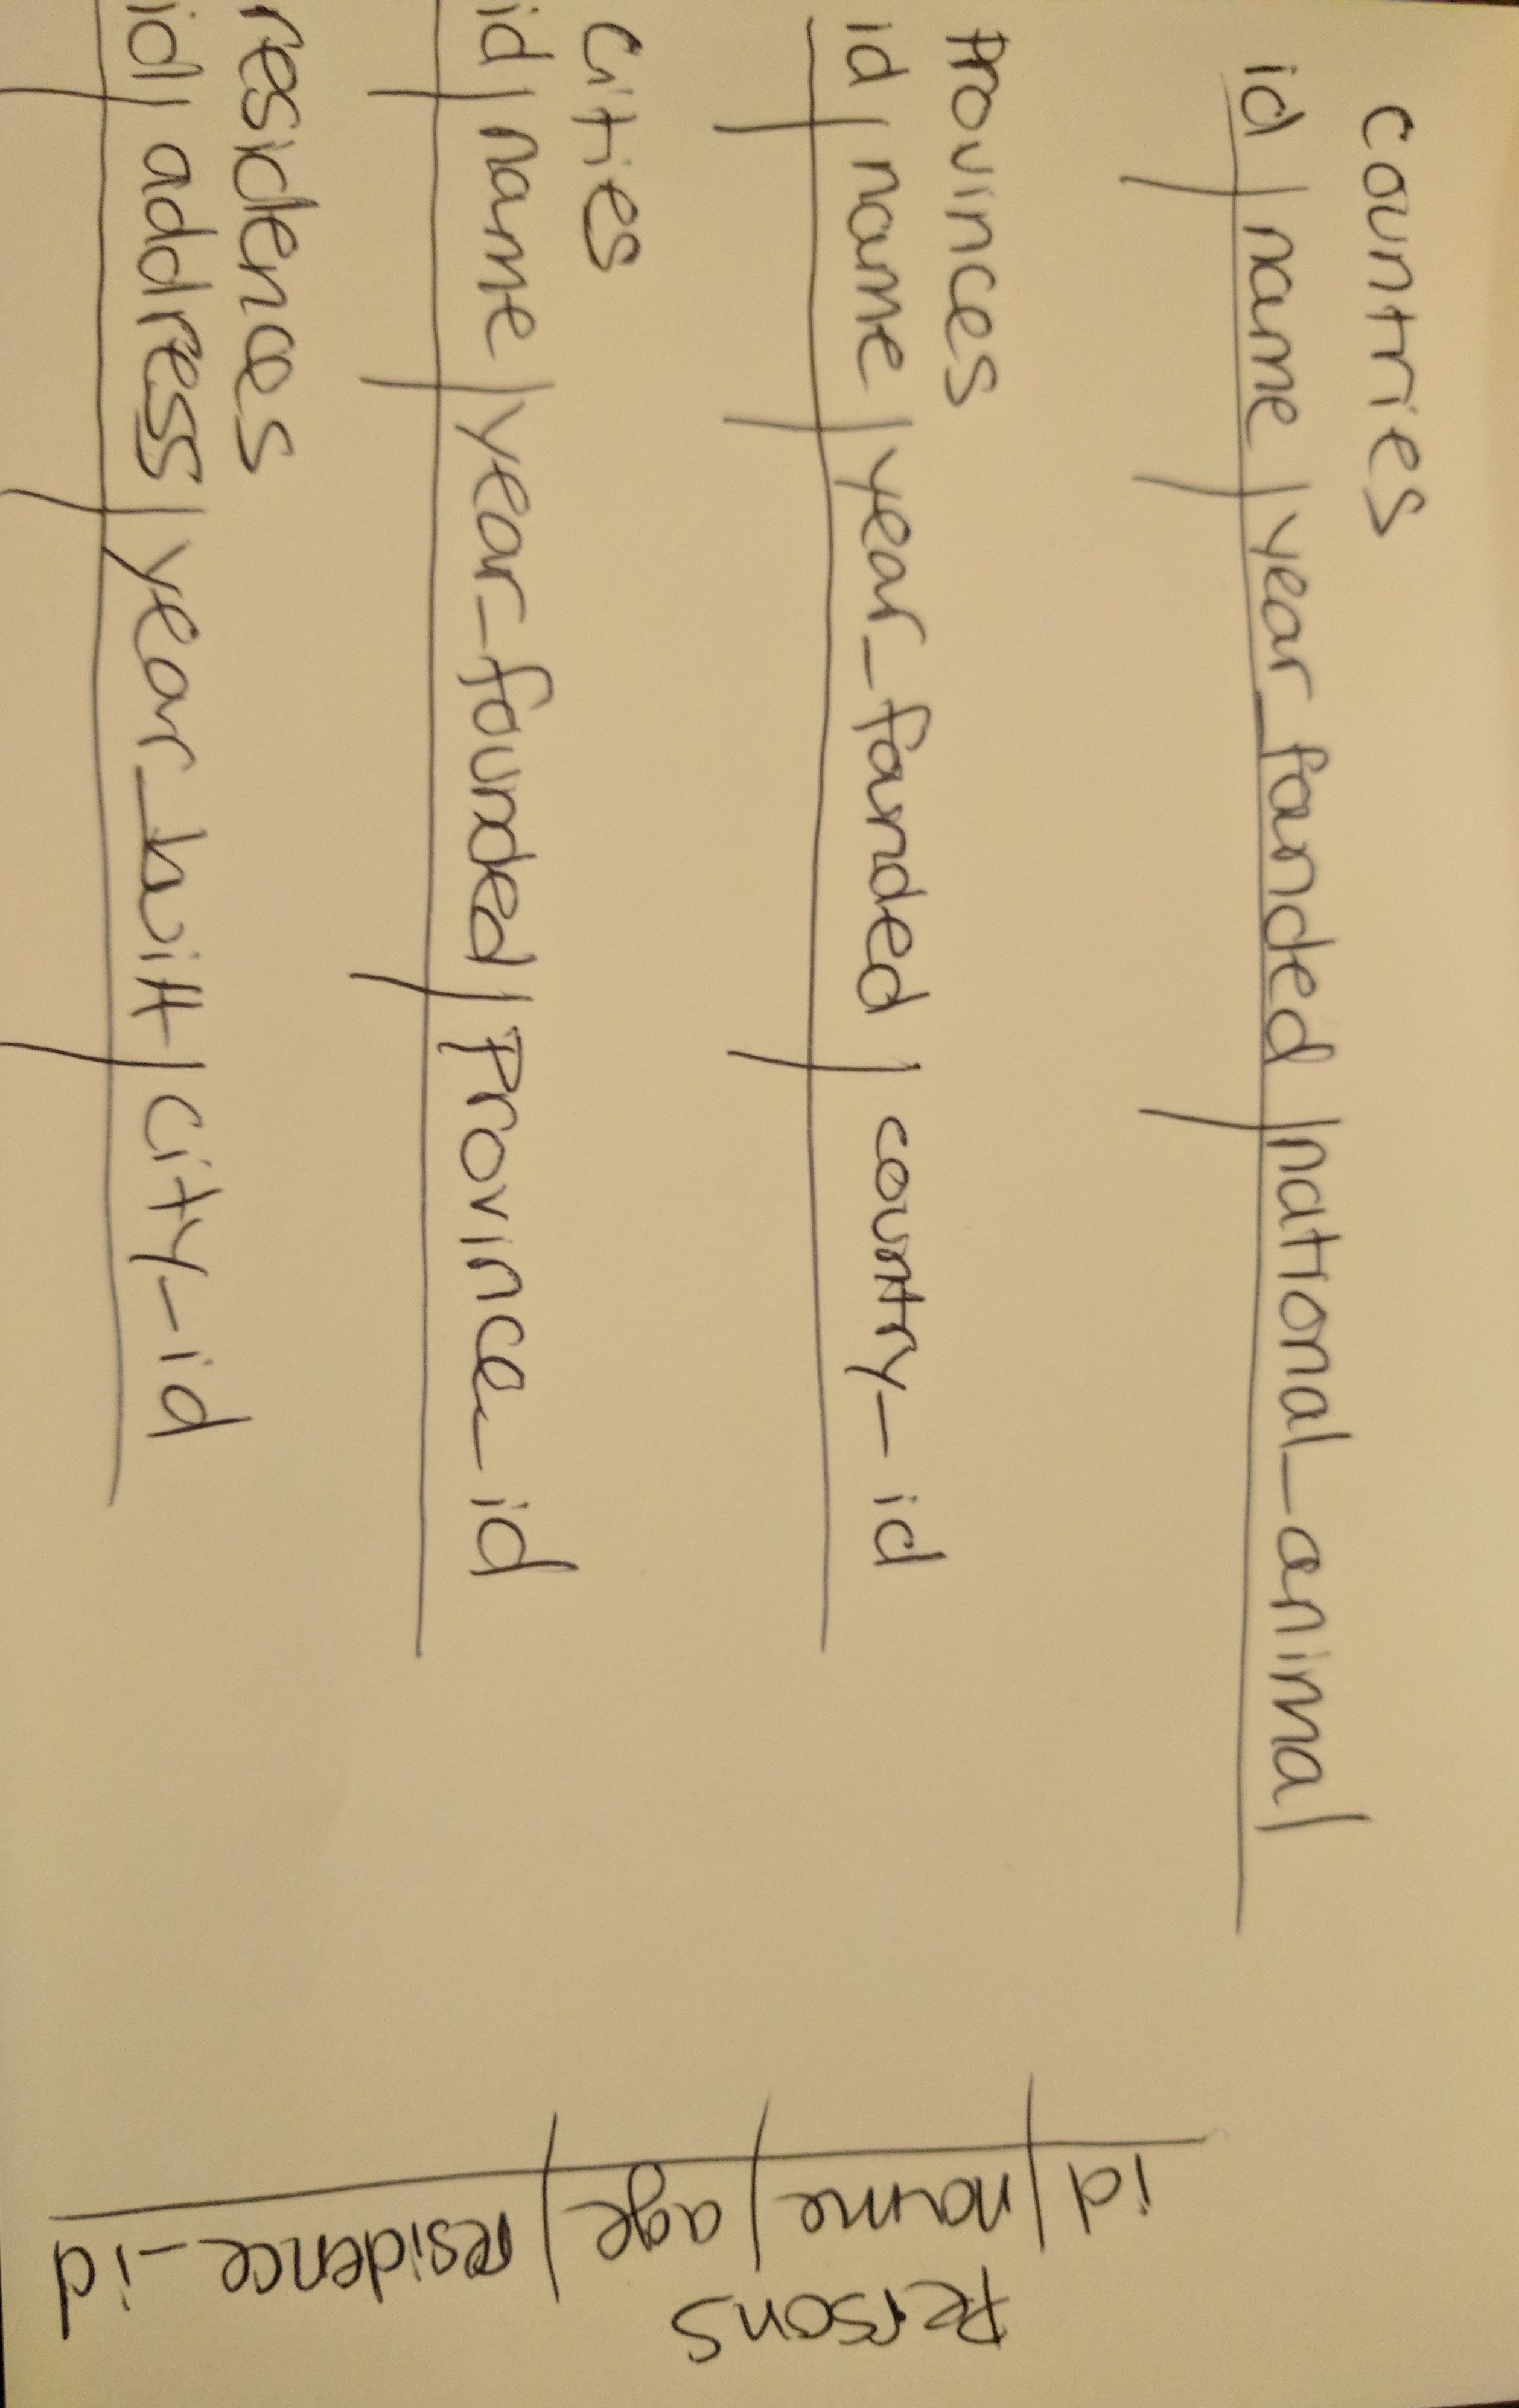 Countries
id | name | year_founded | national_animal
Provinces
id | name | year_founded | country_id
Cities
id | name | year_founded | Province_id
residences
id | address | year_built | city_id
Persons
id | name | age | residence_id